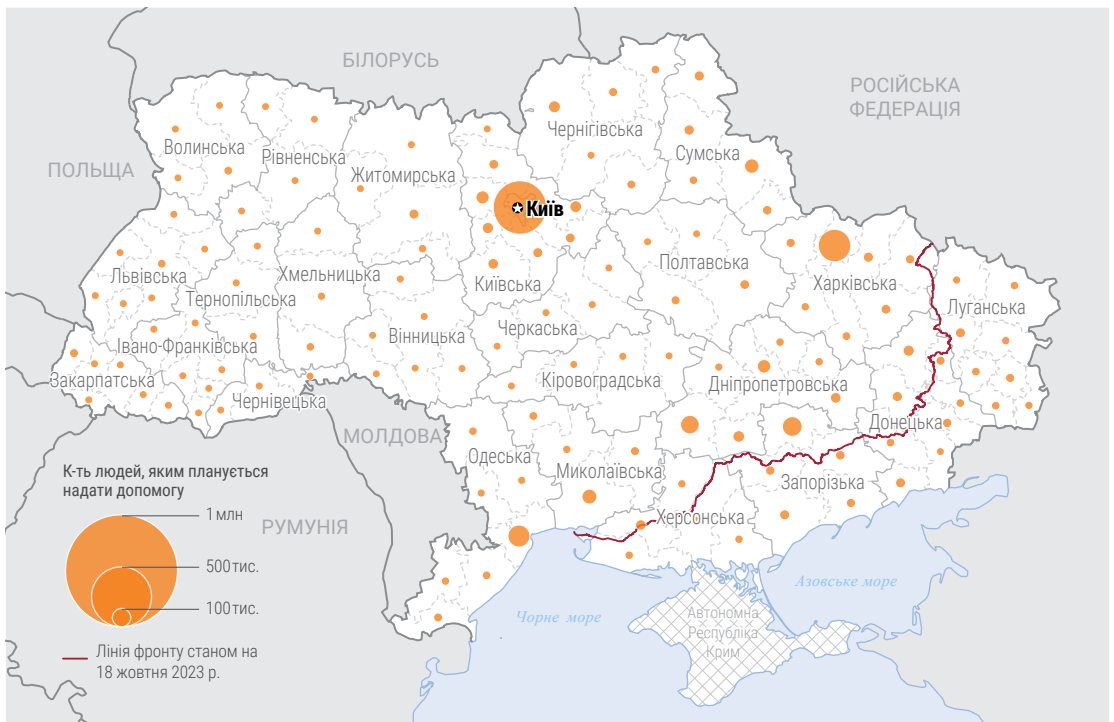 БІЛОРУСЬ
РОСІЙСЬКА
ФЕДЕРАЦІЯ
ПОЛЬЩА
Волинська
Рівненська
Житомирська
Чернігівська
Сумська
Київ
Львівська
Тернопільська
Хмельницька
Київська
Полтавська
Харківська
Луганська
Черкаська
Вінницька
Івано-Франківська
Закарпатська
Чернівецька
Кіровоградська
Дніпропетровська
Донецька
МОЛДОВА
Одеська
Миколаївська
Запорізька
Херсонська
РУМУНІЯ
К-ть людей, яким планується
надати допомогу
1 млн
500 тис.
100 тис.
Лінія фронту станом на
18 жовтня 2023 р.
Чорне море
Азовське море
Автономна
Республіка
Крим